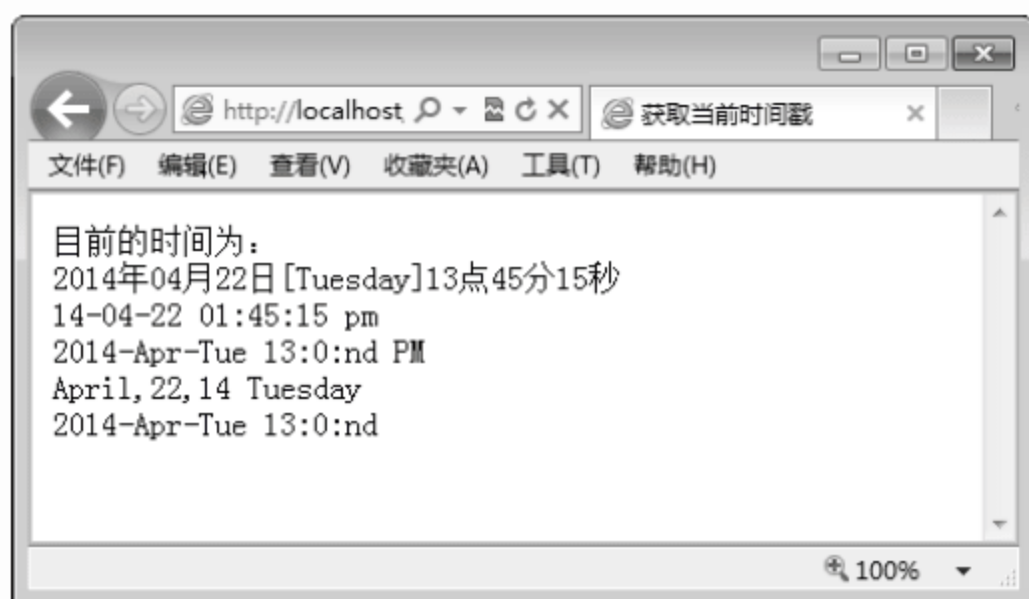 http://localhost
获取当前时间戳
文件(F) 编辑(E) 查看(V) 收藏夹(A) 工具(T) 帮助(H)
目前的时间为：
2014年04月22日[Tuesday]13点45分15秒
14-04-22 01:45:15 pm
2014-Apr-Tue 13:0:nd PM
April,22,14 Tuesday
2014-Apr-Tue 13:0:nd
100%